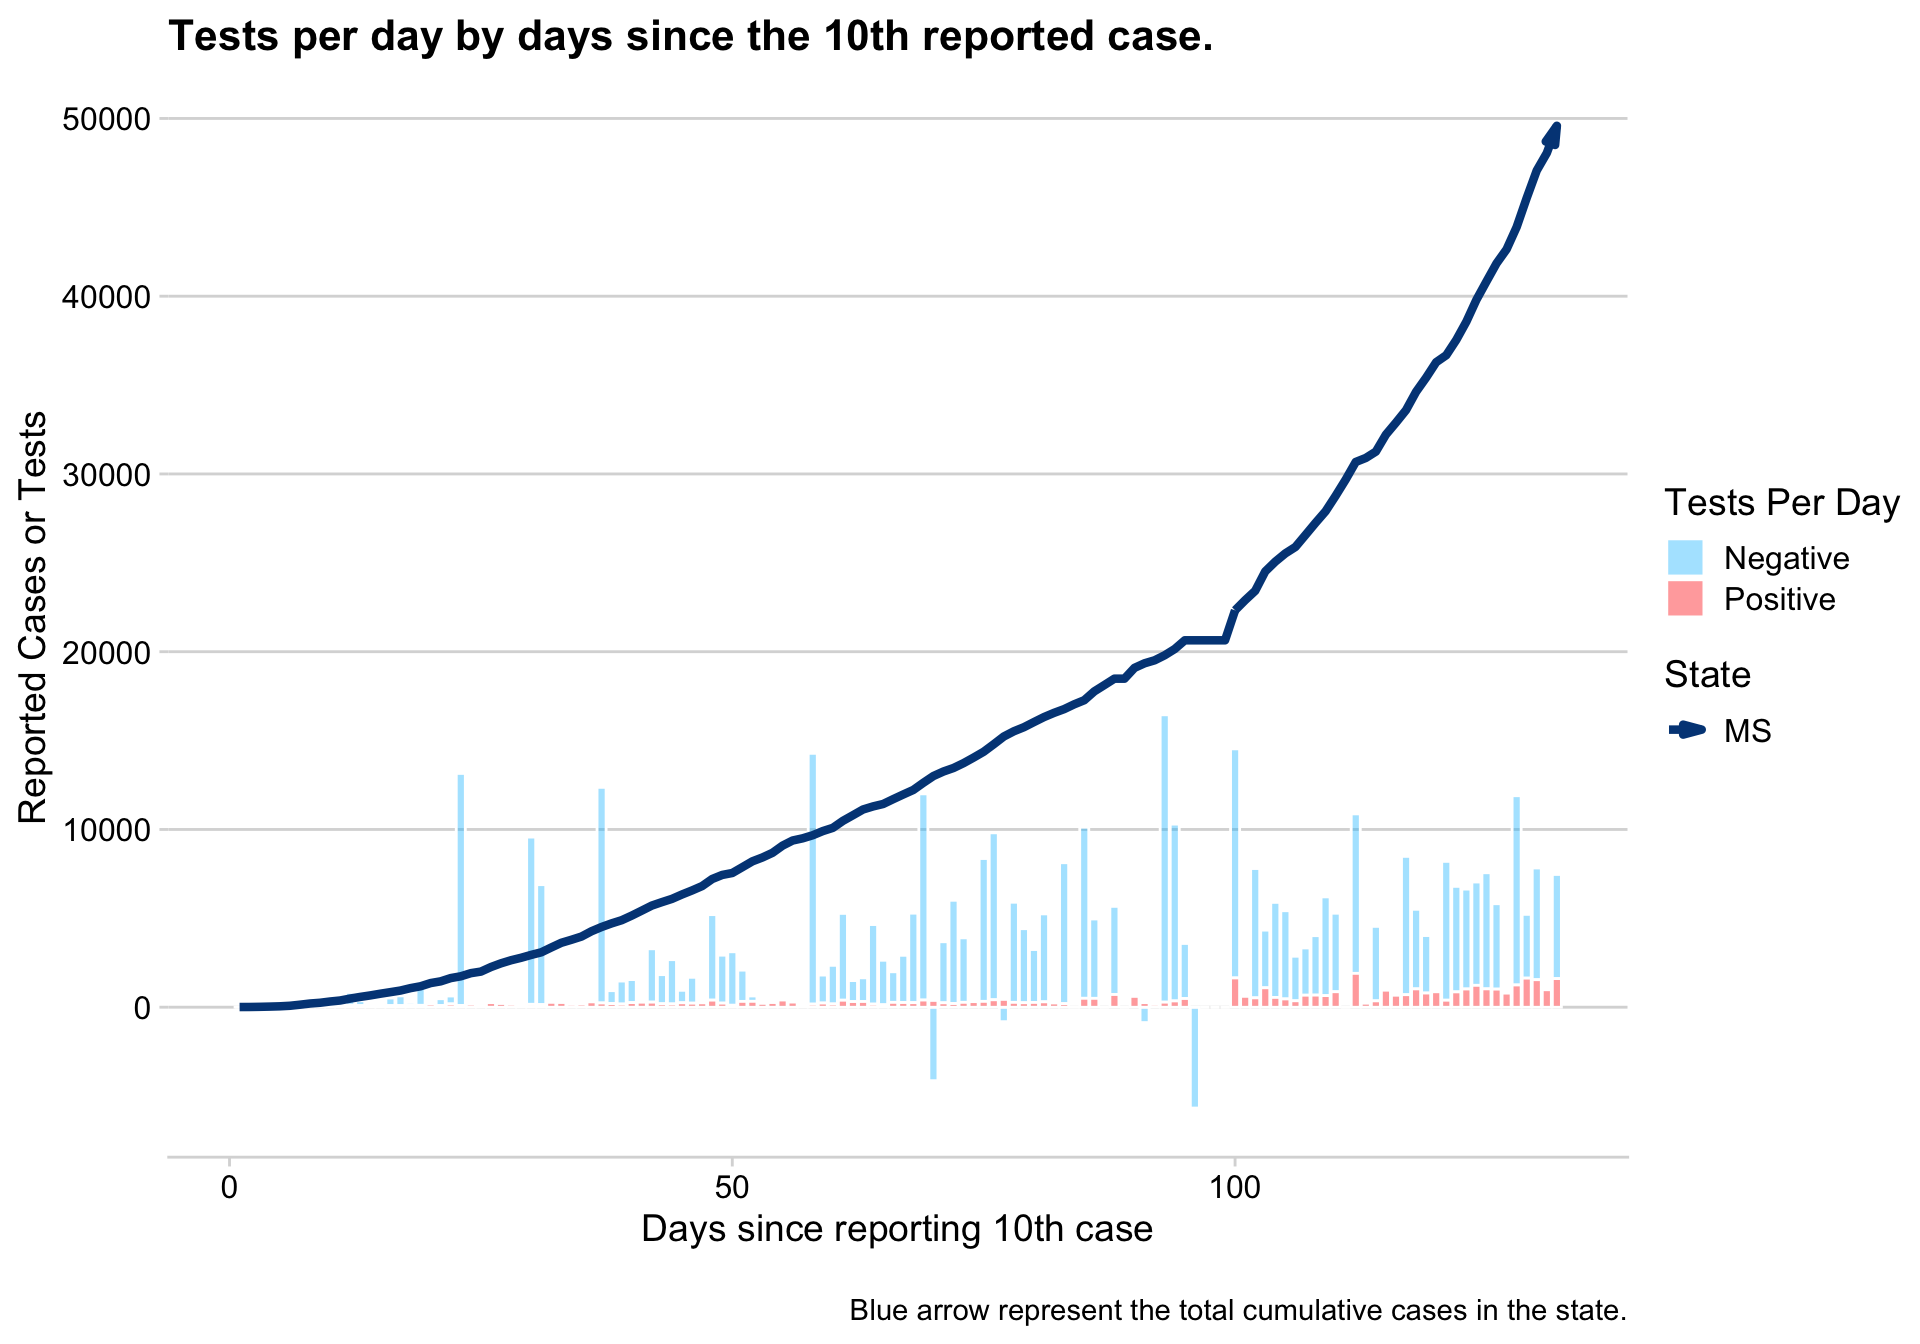 Tests per day by days since the 10th reported case.
50000
40000
30000
20000
10000
0
Reported Cases or Tests
0 50 100
Days since reporting 10th case
Tests Per Day
Negative
Positive
State
MS
Blue arrow represent the total cumulative cases in the state.